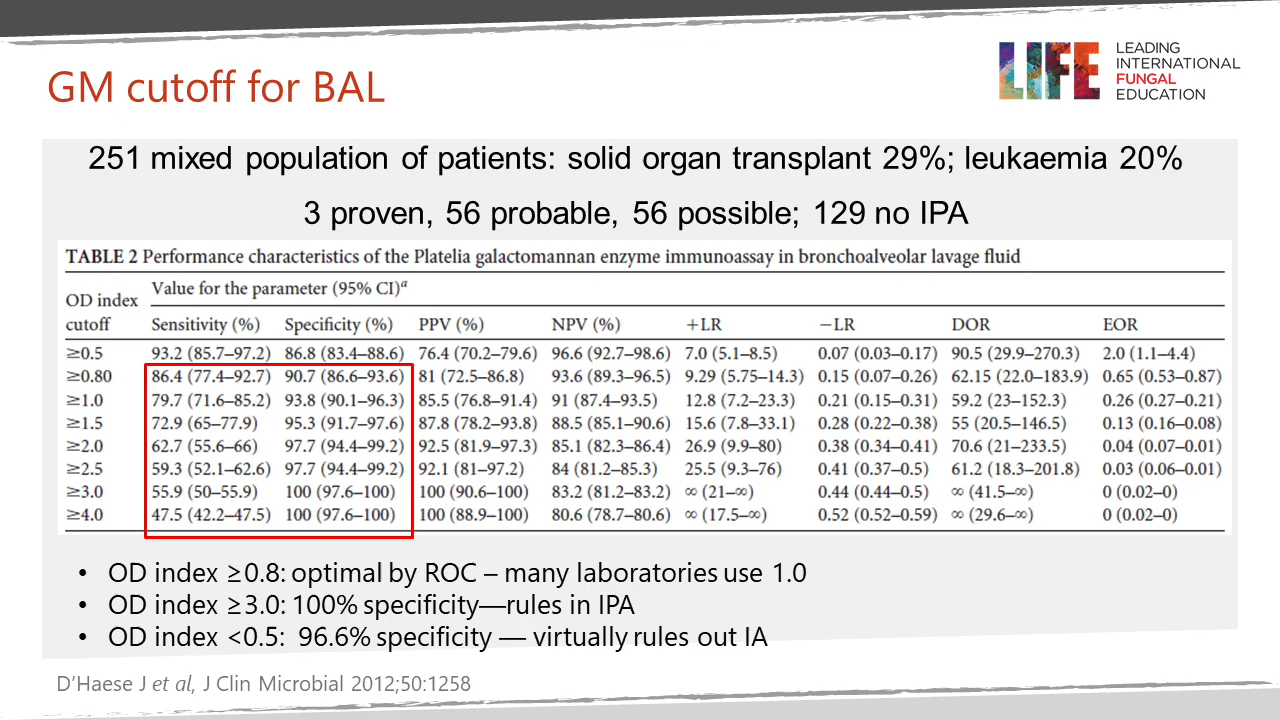 GM cutoff for BAL
LIFE
LEADING
INTERNATIONAL
FUNGAL
EDUCATION
251 mixed population of patients: solid organ transplant 29%; leukaemia 20%
3 proven, 56 probable, 56 possible; 129 no IPA
TABLE 2 Performance characteristics of the Platelia galactomannan enzyme immunoassay in bronchoalveolar lavage fluid
OD index cutoff Value for the parameter (95% CI)a
Sensitivity (%) Specificity (%) PPV (%) NPV (%) +LR −LR DOR EOR
≥0.5 93.2 (85.7–97.2) 86.8 (83.4–88.6) 76.4 (70.2–79.6) 96.6 (92.7–98.6) 7.0 (5.1–8.5) 0.07 (0.03–0.17) 90.5 (29.9–270.3) 2.0 (1.1–4.4)
≥0.80 86.4 (77.4–92.7) 90.7 (86.6–93.6) 81 (72.5–86.8) 93.6 (89.3–96.5) 9.29 (5.75–14.3) 0.15 (0.07–0.26) 62.15 (22.0–183.9) 0.65 (0.53–0.87)
≥1.0 79.7 (71.6–85.2) 93.8 (90.1–96.3) 85.5 (76.8–91.4) 91 (87.4–93.5) 12.8 (7.2–23.3) 0.21 (0.15–0.31) 59.2 (23–152.3) 0.26 (0.27–0.21)
≥1.5 72.9 (65–77.9) 95.3 (91.7–97.6) 87.8 (78.2–93.8) 88.5 (85.1–90.6) 15.6 (7.8–33.1) 0.28 (0.22–0.38) 55 (20.5–146.5) 0.13 (0.16–0.08)
≥2.0 62.7 (55.6–66) 97.7 (94.4–99.2) 92.5 (81.9–97.3) 85.1 (82.3–86.4) 26.9 (9.9–80) 0.38 (0.34–0.41) 70.6 (21–233.5) 0.04 (0.07–0.01)
≥2.5 59.3 (52.1–62.6) 97.7 (94.4–99.2) 92.1 (81–97.2) 84 (81.2–85.3) 25.5 (9.3–76) 0.41 (0.37–0.5) 61.2 (18.3–201.8) 0.03 (0.06–0.01)
≥3.0 55.9 (50–55.9) 100 (97.6–100) 100 (90.6–100) 83.2 (81.2–83.2) ∞ (21–∞) 0.44 (0.44–0.5) ∞ (41.5–∞) 0 (0.02–0)
≥4.0 47.5 (42.2–47.5) 100 (97.6–100) 100 (88.9–100) 80.6 (78.7–80.6) ∞ (17.5–∞) 0.52 (0.52–0.59) ∞ (29.6–∞) 0 (0.02–0)
• OD index ≥0.8: optimal by ROC – many laboratories use 1.0
• OD index ≥3.0: 100% specificity—rules in IPA
• OD index <0.5: 96.6% specificity — virtually rules out IA
D'Haese J et al, J Clin Microbial 2012;50:1258